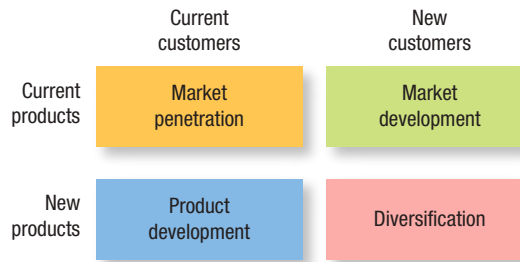 Current
customers
New
customers
Current
products
Market
penetration
Market
development
New
products
Product
development
Diversification